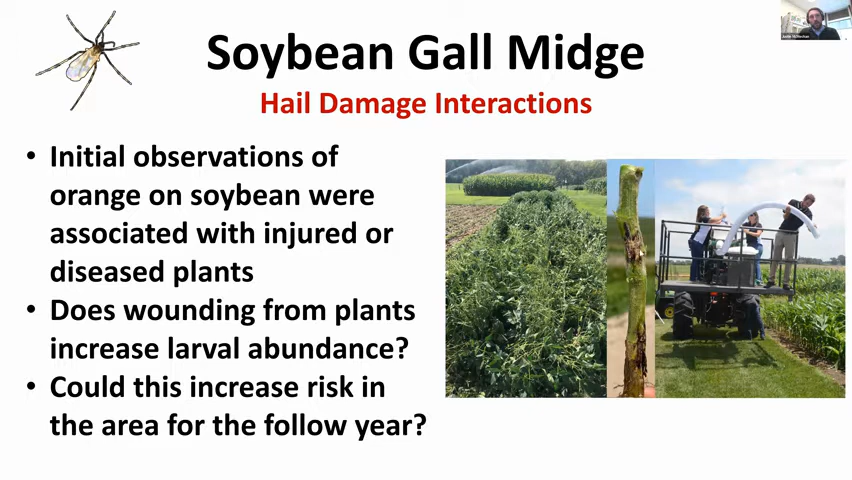 Soybean Gall Midge
Hail Damage Interactions
• Initial observations of
orange on soybean were
associated with injured or
diseased plants
• Does wounding from plants
increase larval abundance?
• Could this increase risk in
the area for the follow year?